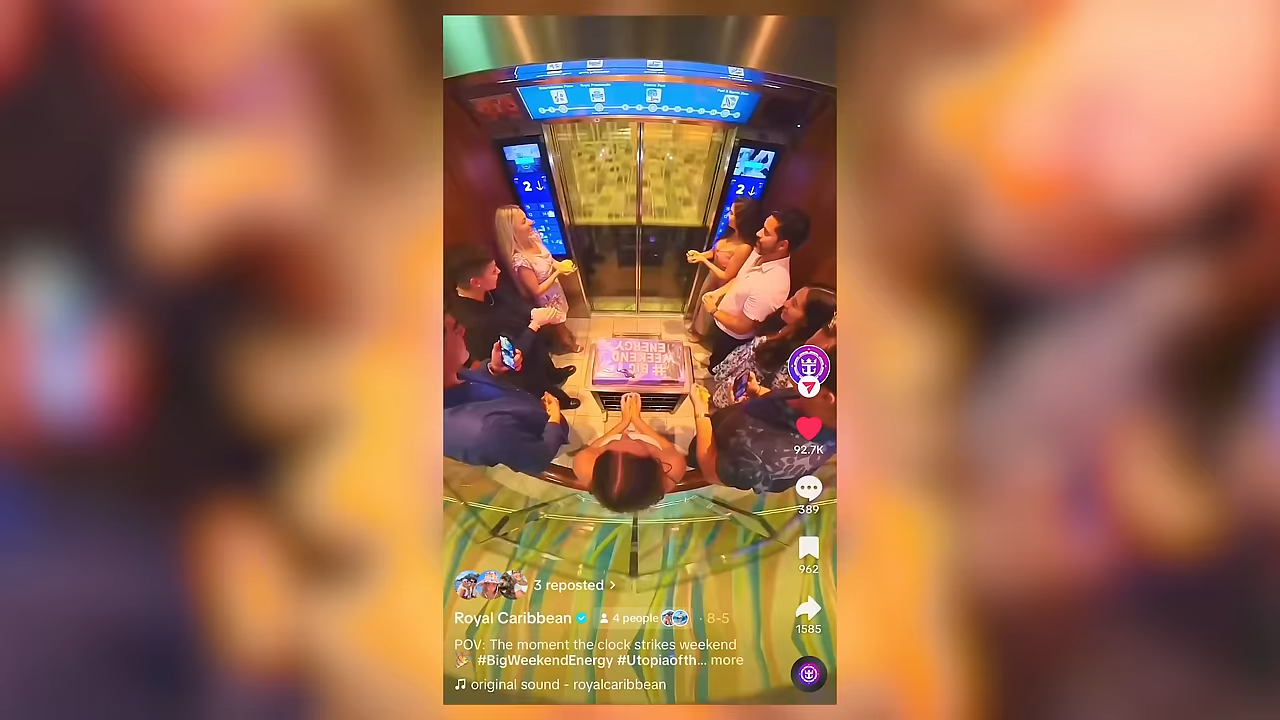 2 ↓
2 ↓
# BIG
WEEKEND
ENERGY
92.7K
389
962
1585
3 reposted >
Royal Caribbean 4 people · 8-5
POV: The moment the clock strikes weekend
🎉 #BigWeekendEnergy #Utopiaofth... more
♫ original sound - royalcaribbean